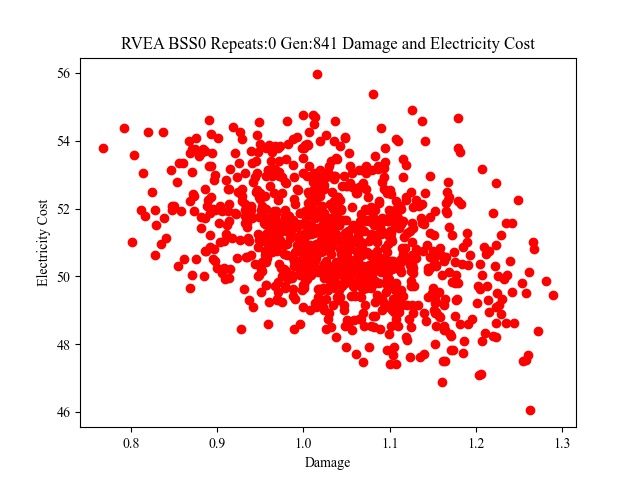 RVEA BSS0 Repeats:0 Gen:841 Damage and Electricity Cost
56
54
52
50
48
46
Electricity Cost
0.8 0.9 1.0 1.1 1.2 1.3
Damage